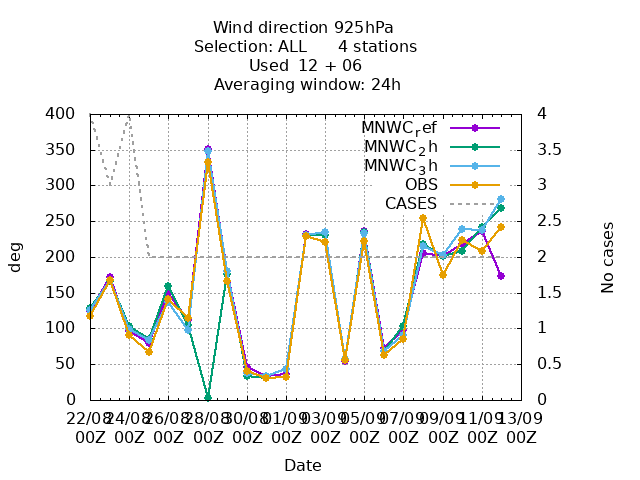 Wind direction 925hPa
Selection: ALL 4 stations
Used 12 + 06
Averaging window: 24h
400
350
300
250
200
150
100
50
0
deg
4
3.5
3
2.5
2
1.5
1
0.5
0
No cases
MNWC_ref
MNWC_2h
MNWC_3h
OBS
CASES
22/08 24/08 26/08 28/08 30/08 01/09 03/09 05/09 07/09 09/09 11/09 13/09
00Z 00Z 00Z 00Z 00Z 00Z 00Z 00Z 00Z 00Z 00Z 00Z
Date